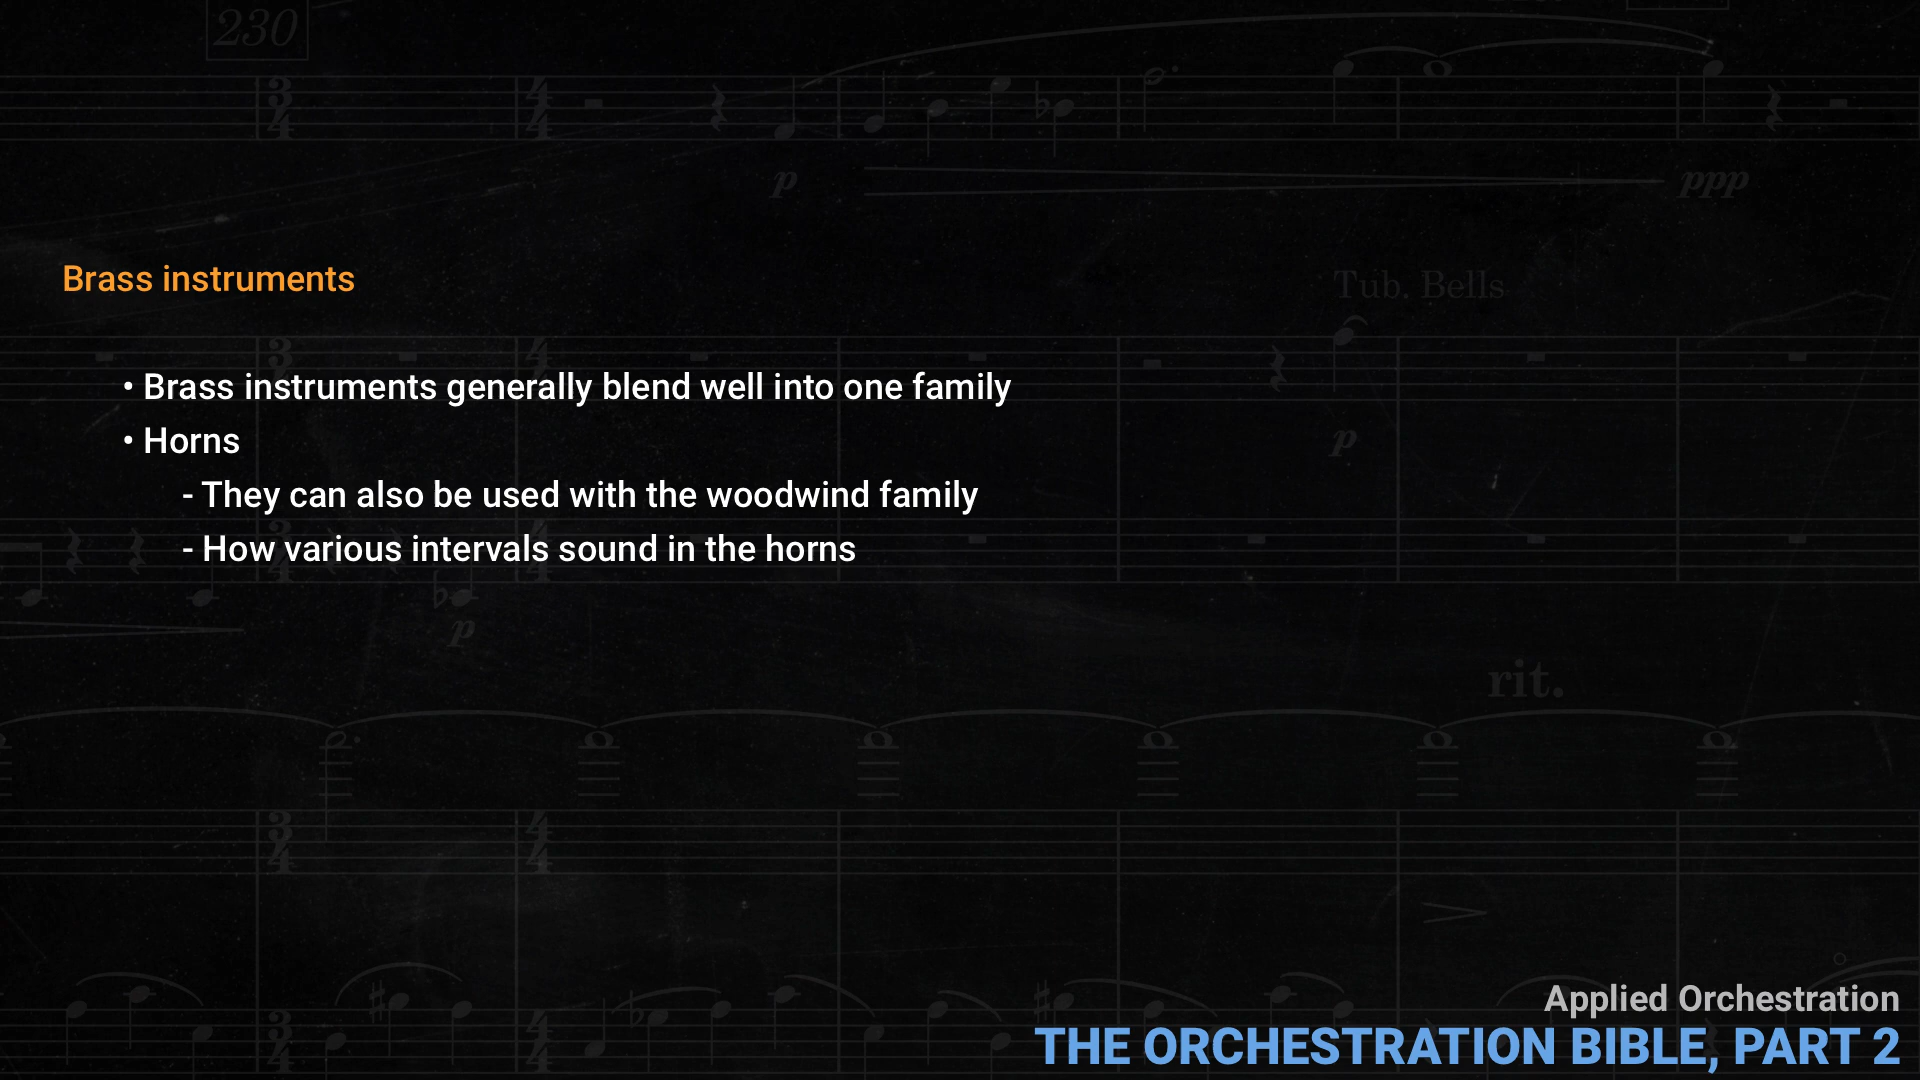 230
p
ppp
Brass instruments
Tub. Bells
• Brass instruments generally blend well into one family
• Horns
p
- They can also be used with the woodwind family
- How various intervals sound in the horns
p
rit.
Applied Orchestration
THE ORCHESTRATION BIBLE, PART 2